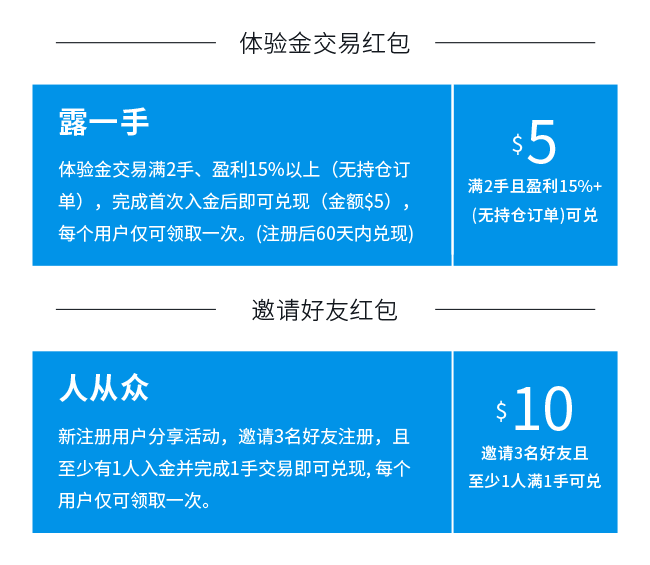 体验金交易红包
露一手
体验金交易满2手、盈利15%以上（无持仓订
单），完成首次入金后即可兑现（金额$5），
每个用户仅可领取一次。(注册后60天内兑现)
$5
满2手且盈利15%+
(无持仓订单)可兑
邀请好友红包
人从众
新注册用户分享活动，邀请3名好友注册，且
至少有1人入金并完成1手交易即可兑现, 每个
用户仅可领取一次。
$10
邀请3名好友且
至少1人满1手可兑